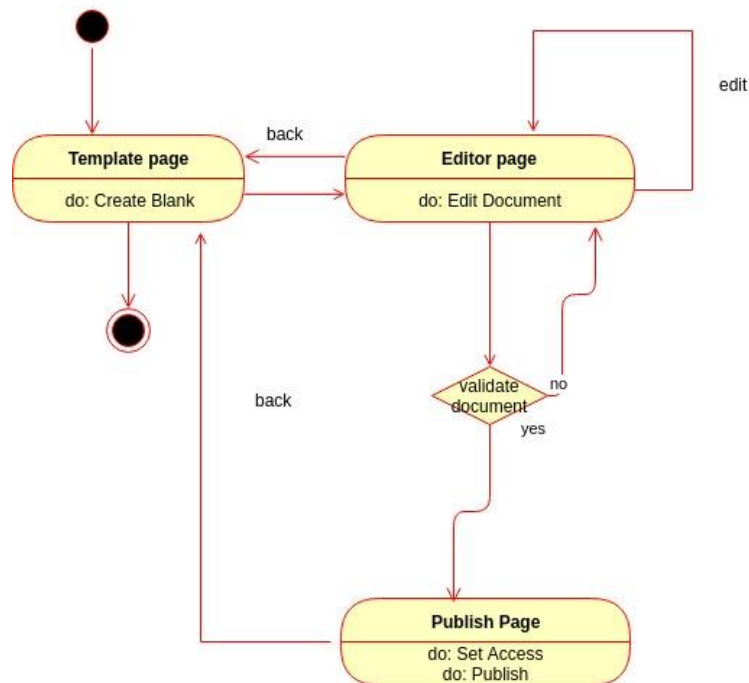 edit
back
Template page
Editor page
do: Create Blank
do: Edit Document
validate
document
no
yes
back
Publish Page
do: Set Access
do: Publish